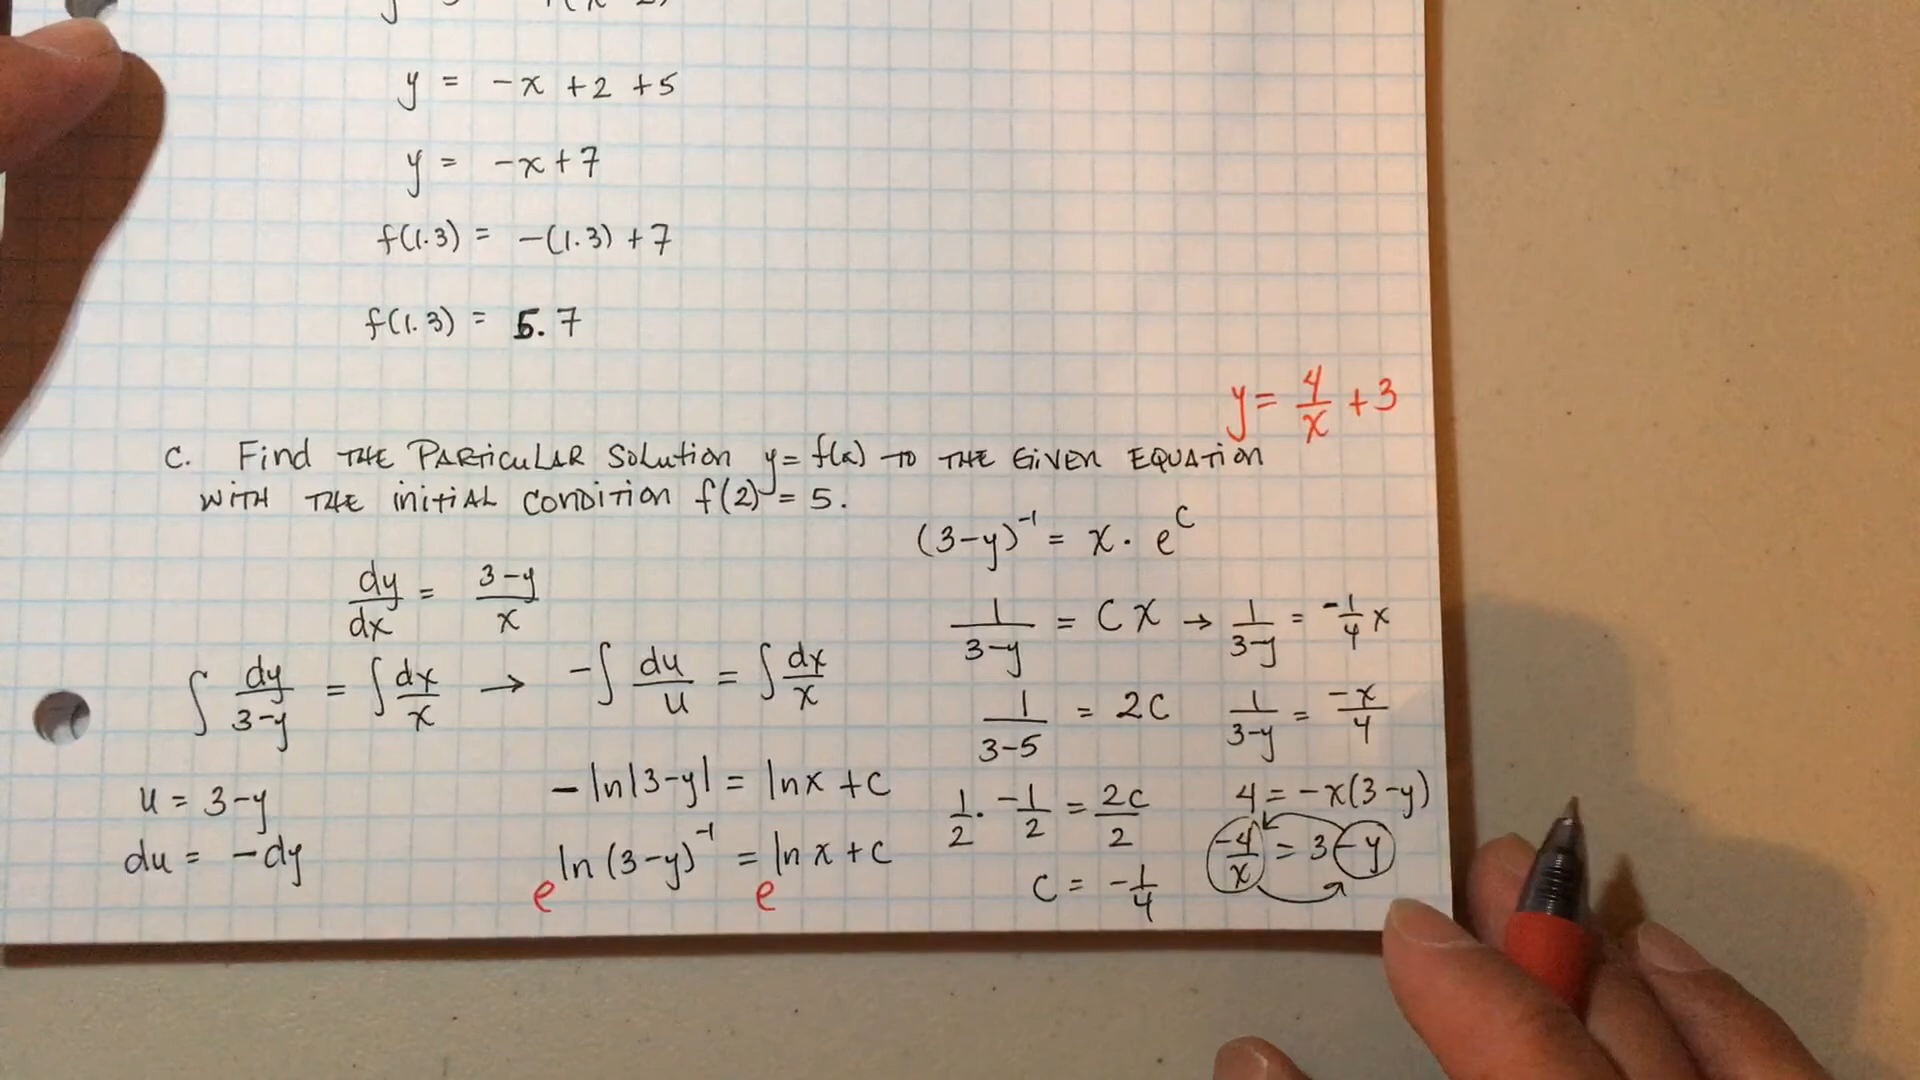 y = -x + 2 + 5
y = -x + 7
f(1.3) = -(1.3) + 7
f(1.3) = 5.7
y = 4/x + 3
c. Find THE PARTiCULAR SOLUTION y = f(x) TO THE GIVEN EQUATION
WITH THE INITIAL CONDITION f(2) = 5.
dy/dx = 3-y/x
∫ dy/3-y = ∫ dx/x → -∫ du/u = ∫ dx/x
u = 3-y
du = -dy
-ln|3-y| = lnx + c
e^ln(3-y)^-1 = e^lnx + c
(3-y)^-1 = x · e^c
1/3-y = Cx → 1/3-y = -1/4 x
1/3-5 = 2C
1/2 · -1/2 = 2C/2
C = -1/4
1/3-y = -x/4
4 = -x(3-y)
-4/x = 3 - y